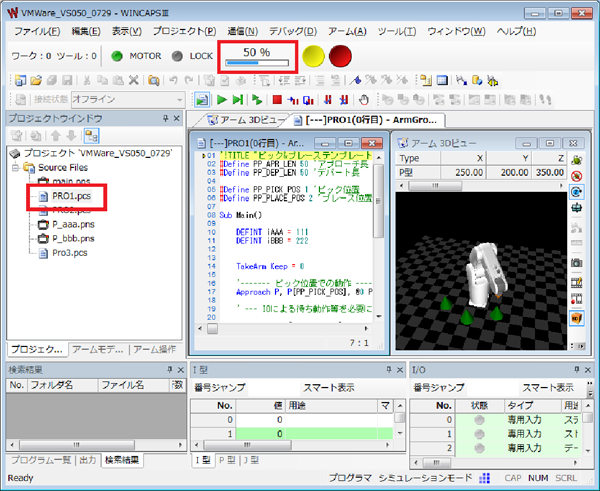 VMWare_VS050_0729 - WINCAPSⅢ
ファイル(F) 編集(E) 表示(V) プロジェクト(P) 通信(N) デバッグ(D) アーム(A) ツール(T) ウィンドウ(W) ヘルプ(H)
ワーク : 0 ツール : 0 MOTOR LOCK 50 %
接続状態 オフライン
プロジェクトウィンドウ
アーム 3Dビュー [---]PRO1(0行目) - ArmGro...
プロジェクト 'VMWare_VS050_0729'
Source Files
main.pns
PRO1.pcs
PRO2.pcs
P_aaa.pns
P_bbb.pns
Pro3.pcs
プロジェク... アームモデ... アーム操作
[---]PRO1(0行目) - Ar...
01 '!TITLE "ピック&プレーステンプレート
02 #Define PP_APR_LEN 50 'アプローチ長
03 #Define PP_DEP_LEN 50 'デパート長
04
05 #Define PP_PICK_POS 1 'ピック位置
06 #Define PP_PLACE_POS 2 'プレース位置
07
08 Sub Main()
09
10 DEFINT iAAA = 111
11 DEFINT iBBB = 222
12
13
14 TakeArm Keep = 0
15
16 '------- ピック位置での動作 ----
17 Approach P, P[PP_PICK_POS], @0 P
18
19 ' --- IOによる待ち動作等を必要に
20
7 : 1
アーム 3Dビュー
Type X Y Z
P型 250.00 200.00 350.00
検索結果
No. フォルダ名 ファイル名 行数
プログラム一覧 出力 検索結果
I 型
番号ジャンプ スマート表示
No. 値 用途 マ
0 0
1 0
I 型 P 型 J 型
I/O
番号ジャンプ スマート表示
No. 状態 タイプ 用途
0 専用入力 ステ
1 専用入力 スト
2 専用入力 デー
Ready
プログラマ シミュレーションモード CAP NUM SCRL